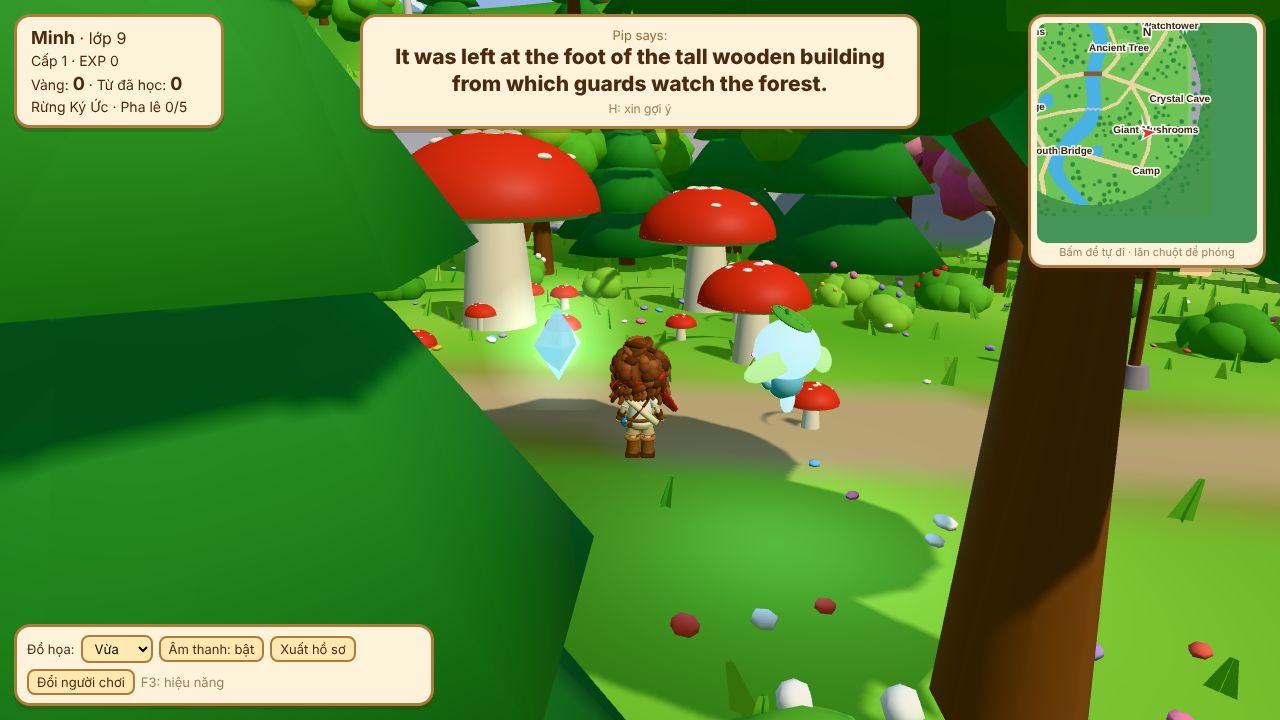 Minh · lớp 9
Cấp 1 · EXP 0
Vàng: 0 · Từ đã học: 0
Rừng Ký Ức · Pha lê 0/5
Pip says:
It was left at the foot of the tall wooden building
from which guards watch the forest.
H: xin gợi ý
N
Ancient Tree
Crystal Cave
Giant Mushrooms
outh Bridge
Camp
Bấm để tự đi · lăn chuột để phóng
Đồ họa: Vừa Âm thanh: bật Xuất hồ sơ
Đổi người chơi F3: hiệu năng